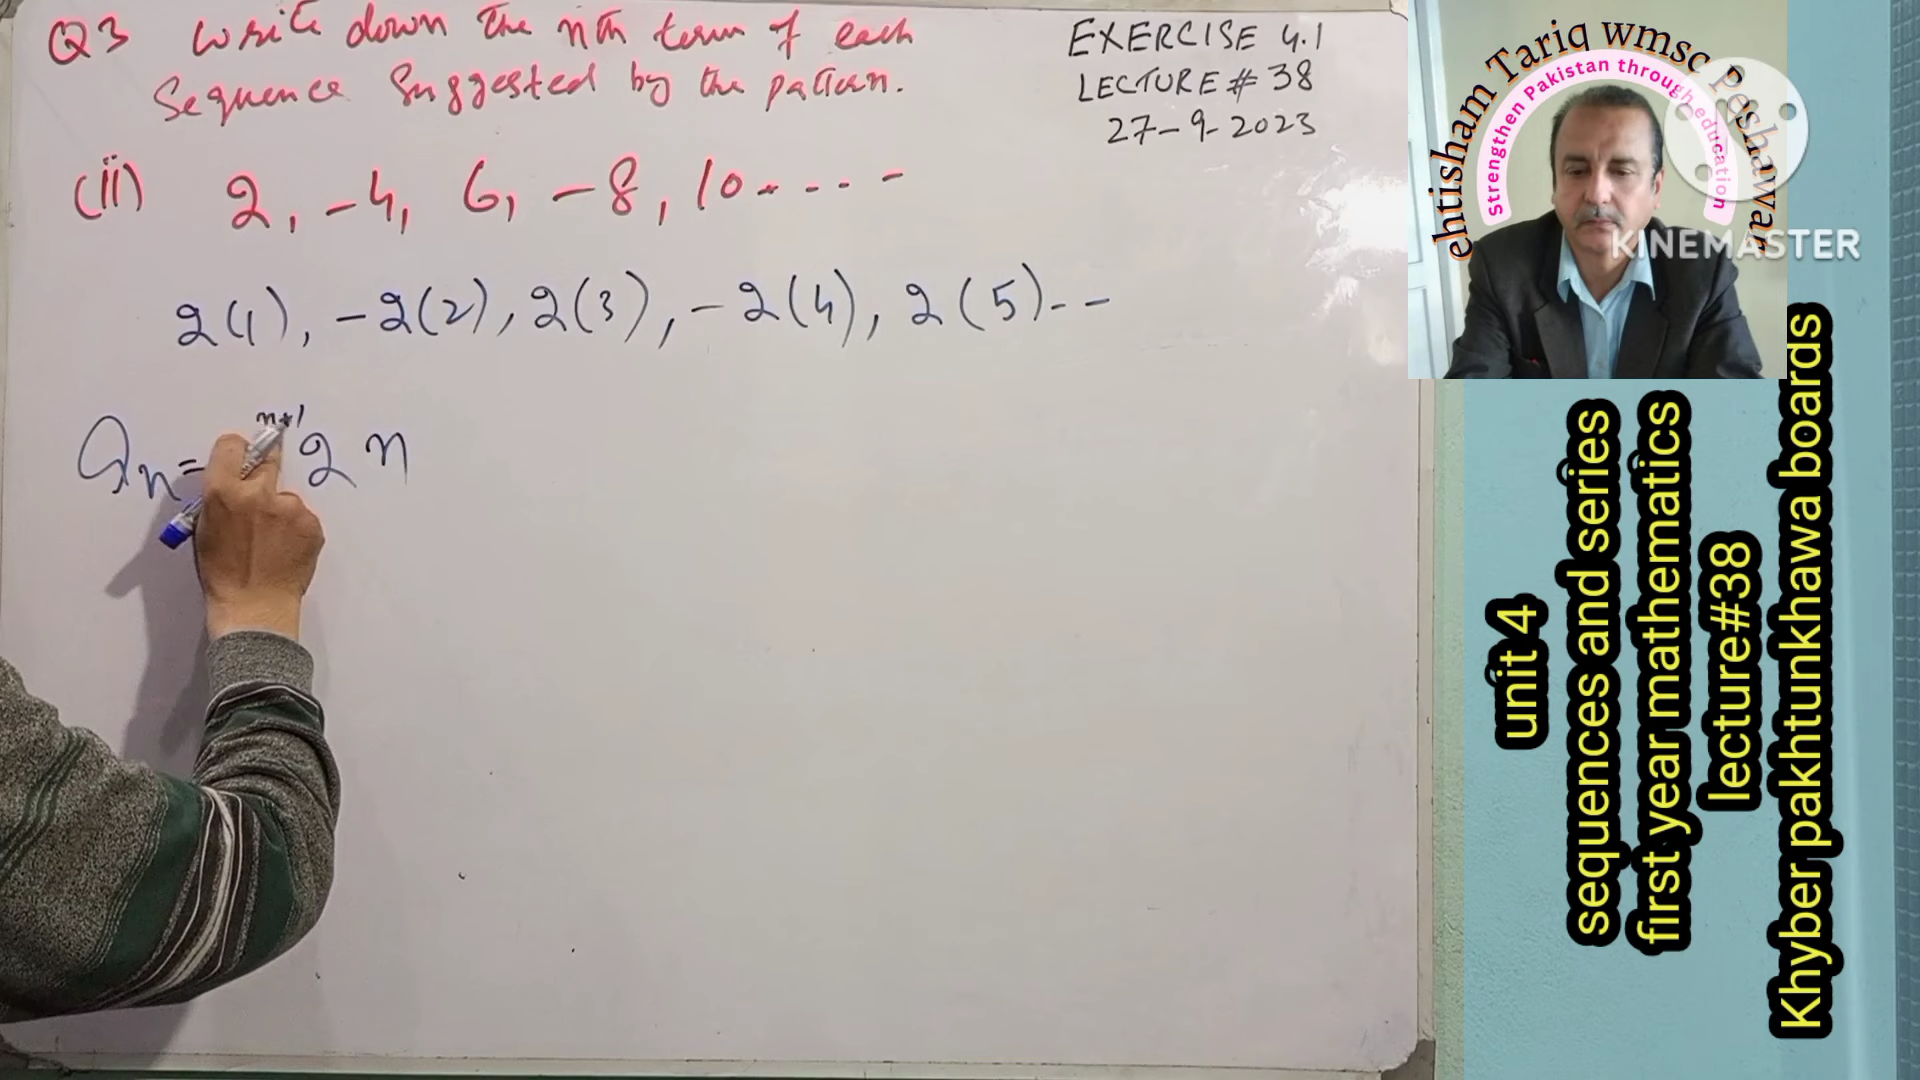 Q3 Write down the nth term of each
Sequence Suggested by the pattern.
(ii) 2, -4, 6, -8, 10 - - - -
2(1), -2(2), 2(3), -2(4), 2(5) - -
an = n+1 2 n
EXERCISE 4.1
LECTURE # 38
27-9-2023
ehtisham Tariq wmsc Peshawar
Strengthen Pakistan through education
KINEMASTER
unit 4
sequences and series
first year mathematics
lecture#38
Khyber pakhtunkhawa boards